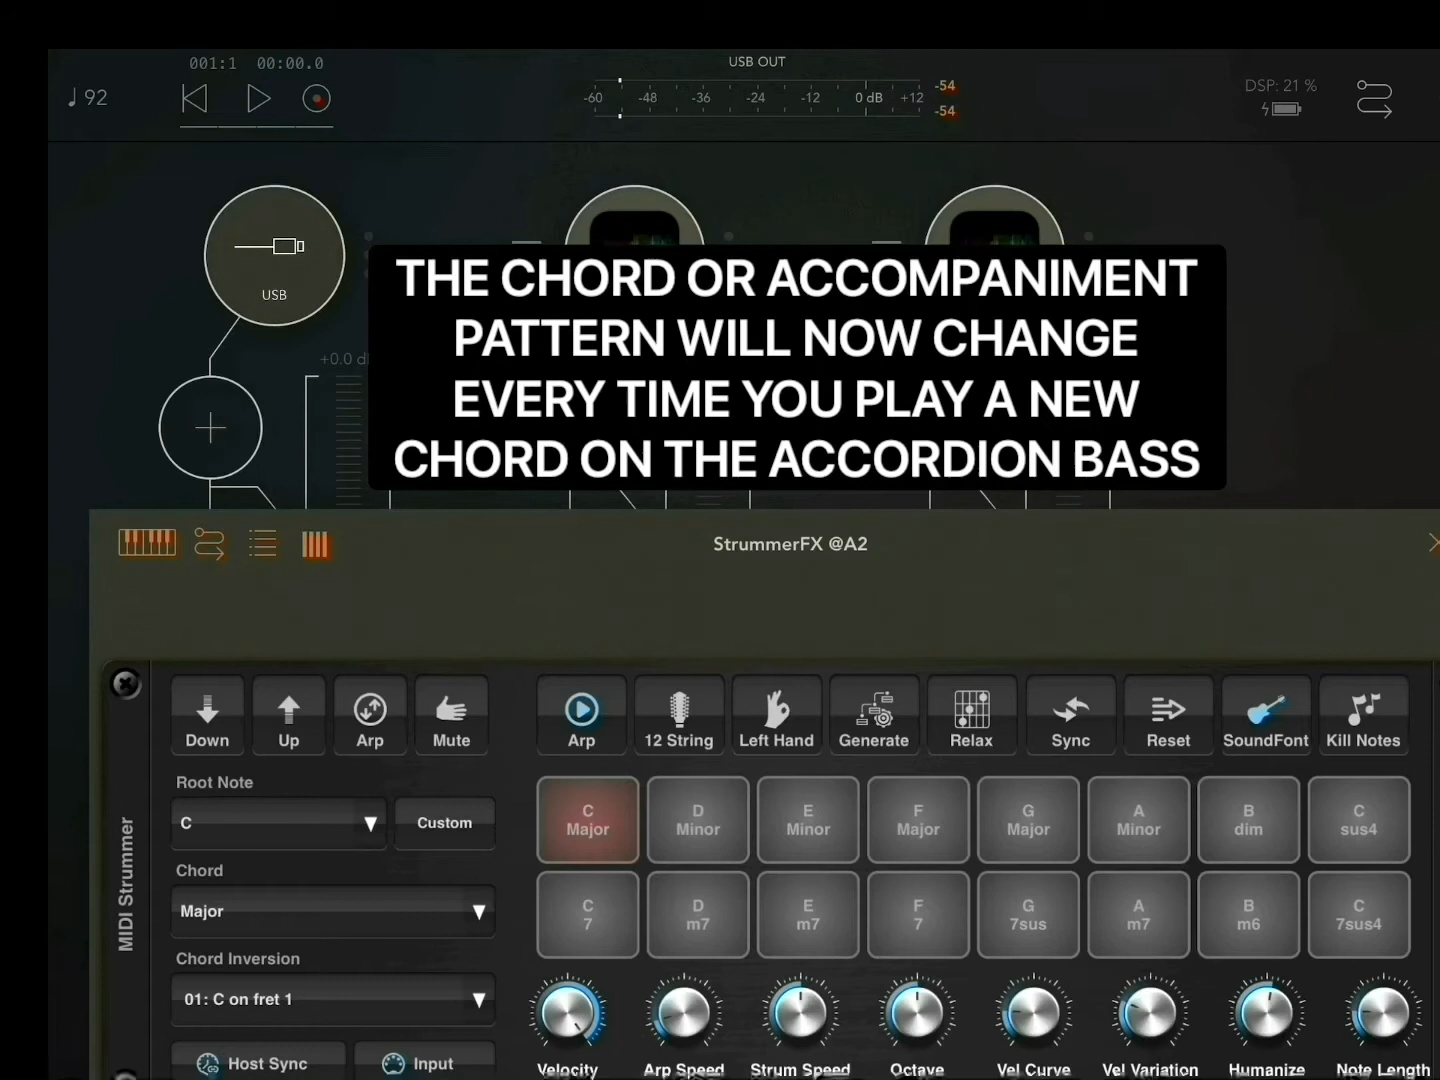 001:1 00:00.0
USB OUT
♩ 92
-60 -48 -36 -24 -12 0 dB +12
-54
-54
DSP: 21 %
USB
+0.0
THE CHORD OR ACCOMPANIMENT
PATTERN WILL NOW CHANGE
EVERY TIME YOU PLAY A NEW
CHORD ON THE ACCORDION BASS
StrummerFX @A2
MIDI Strummer
Down Up Arp Mute
Arp 12 String Left Hand Generate Relax Sync Reset SoundFont Kill Notes
Root Note
C
Custom
Chord
Major
Chord Inversion
01: C on fret 1
Host Sync Input
C D E F G A B C
Major Minor Minor Major Major Minor dim sus4
C D E F G A B C
7 m7 m7 7 7sus m7 m6 7sus4
Velocity Arp Speed Strum Speed Octave Vel Curve Vel Variation Humanize Note Length